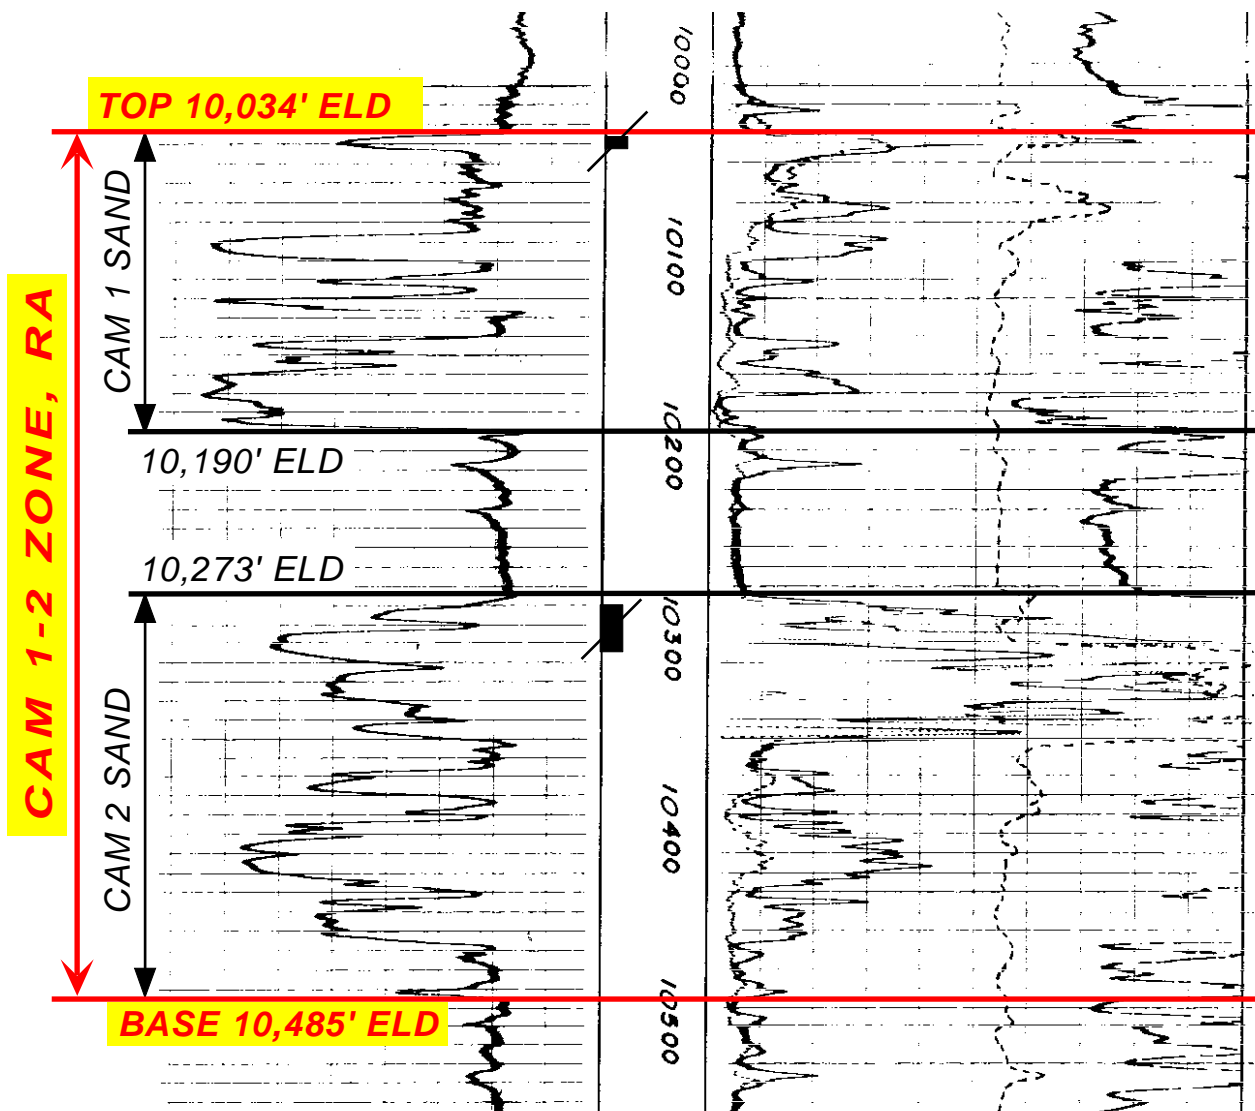 TOP 10,034' ELD
CAM 1-2 ZONE, RA
CAM 1 SAND
10,190' ELD
10,273' ELD
CAM 2 SAND
BASE 10,485' ELD
10000
10100
10200
10300
10400
10500